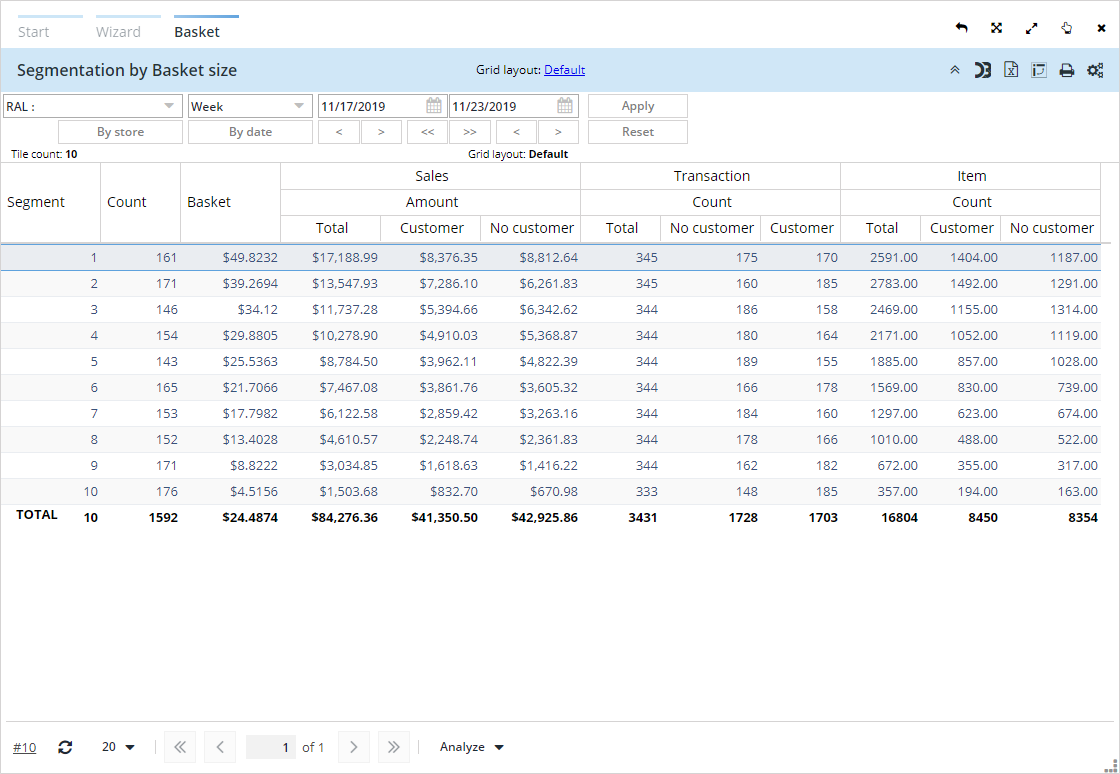 Start Wizard Basket
Segmentation by Basket size Grid layout: Default
RAL : Week 11/17/2019 11/23/2019 Apply
By store By date < > << >> < > Reset
Tile count: 10 Grid layout: Default
Sales Transaction Item
Segment Count Basket Amount Count Count
Total Customer No customer Total No customer Customer Total Customer No customer
1 161 $49.8232 $17,188.99 $8,376.35 $8,812.64 345 175 170 2591.00 1404.00 1187.00
2 171 $39.2694 $13,547.93 $7,286.10 $6,261.83 345 160 185 2783.00 1492.00 1291.00
3 146 $34.12 $11,737.28 $5,394.66 $6,342.62 344 186 158 2469.00 1155.00 1314.00
4 154 $29.8805 $10,278.90 $4,910.03 $5,368.87 344 180 164 2171.00 1052.00 1119.00
5 143 $25.5363 $8,784.50 $3,962.11 $4,822.39 344 189 155 1885.00 857.00 1028.00
6 165 $21.7066 $7,467.08 $3,861.76 $3,605.32 344 166 178 1569.00 830.00 739.00
7 153 $17.7982 $6,122.58 $2,859.42 $3,263.16 344 184 160 1297.00 623.00 674.00
8 152 $13.4028 $4,610.57 $2,248.74 $2,361.83 344 178 166 1010.00 488.00 522.00
9 171 $8.8222 $3,034.85 $1,618.63 $1,416.22 344 162 182 672.00 355.00 317.00
10 176 $4.5156 $1,503.68 $832.70 $670.98 333 148 185 357.00 194.00 163.00
TOTAL 10 1592 $24.4874 $84,276.36 $41,350.50 $42,925.86 3431 1728 1703 16804 8450 8354
#10 20 1 of 1 Analyze